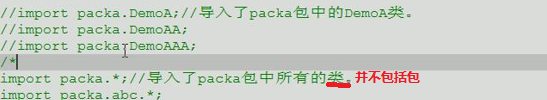 //import packa.DemoA;//导入了packa包中的DemoA类。
//import packa.DemoAA;
//import packa.DemoAAA;
/*
import packa.*;//导入了packa包中所有的类。并不包括包
import packa.abc.*;